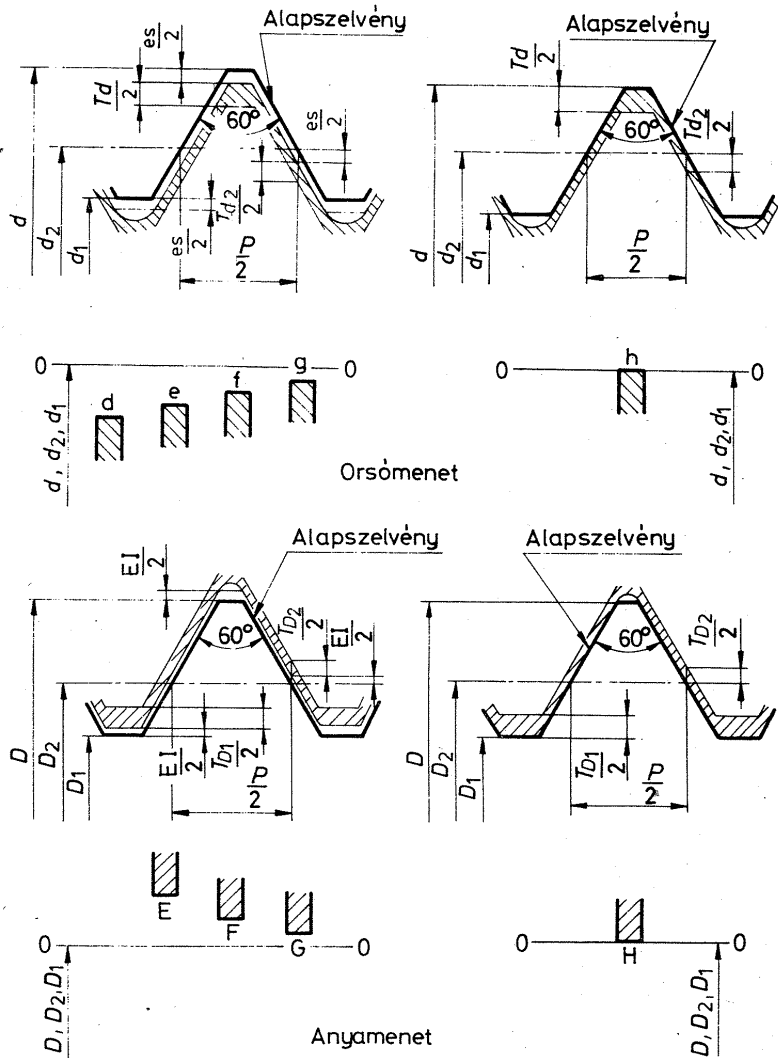 Alapszelvény
es/2
Td/2
60°
es/2
Td2/2
es/2
P/2
d
d2
d1
Alapszelvény
Td/2
60°
Td2/2
P/2
d
d2
d1
0 0
d e f g
d, d2, d1
0 0
h
d, d2, d1
Orsómenet
Alapszelvény
EI/2
60°
TD2/2
EI/2
EI/2
TD1/2
P/2
D
D2
D1
Alapszelvény
60°
TD2/2
TD1/2
P/2
D
D2
D1
E F G
0 0
D, D2, D1
H
0 0
D, D2, D1
Anyamenet